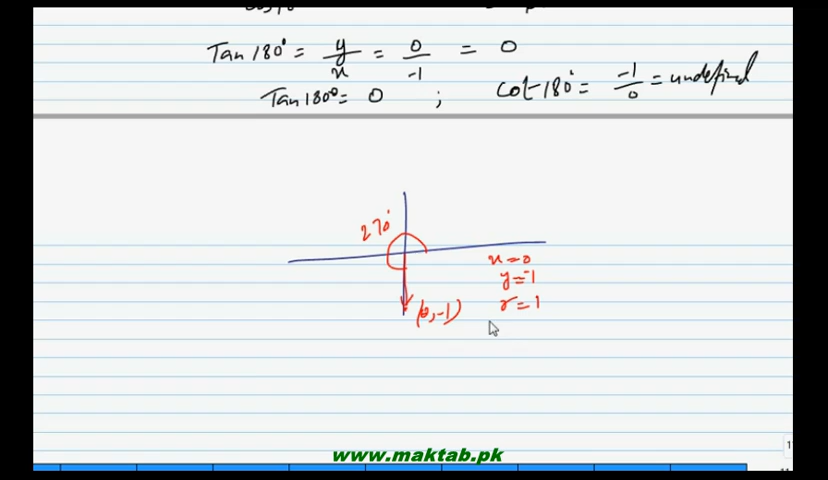 Tan 180° = y/x = 0/-1 = 0
Tan 180° = 0 ; cot 180° = -1/0 = undefined
270°
x = 0
y = -1
r = 1
(0,-1)
www.maktab.pk